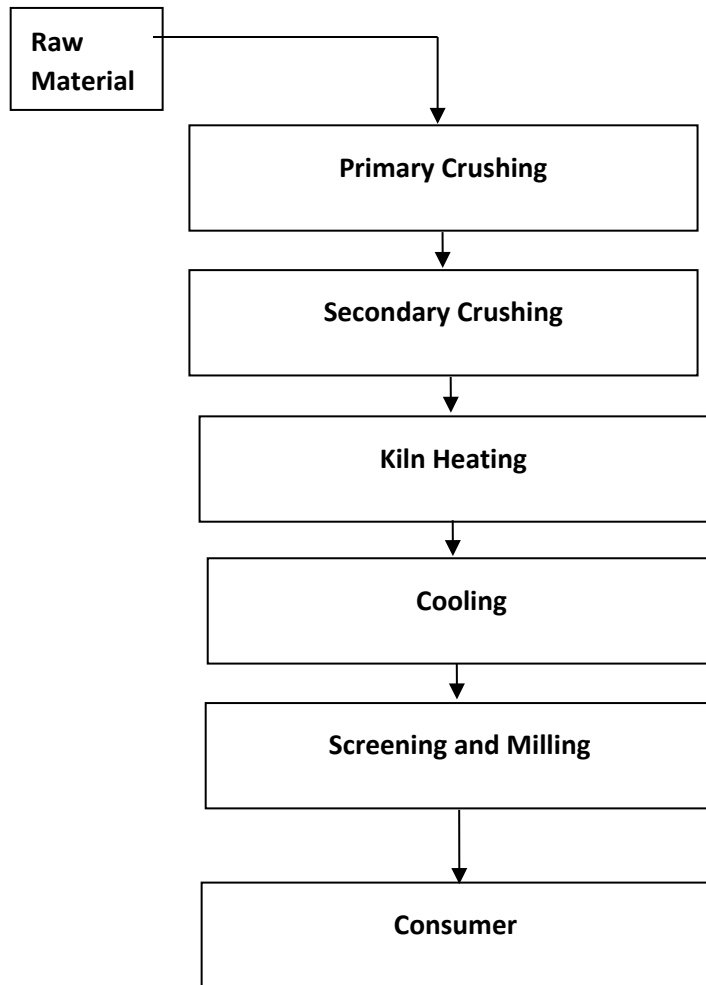 Raw
Material
Primary Crushing
Secondary Crushing
Kiln Heating
Cooling
Screening and Milling
Consumer